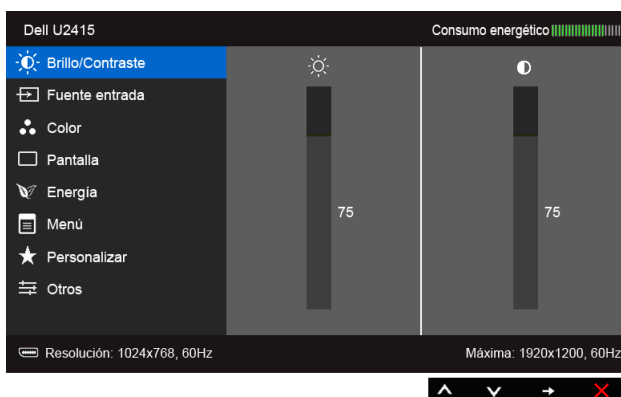 Dell U2415
Consumo energético
Brillo/Contraste
Fuente entrada
Color
Pantalla
Energía
Menú
Personalizar
Otros
75
75
Resolución: 1024x768, 60Hz
Máxima: 1920x1200, 60Hz